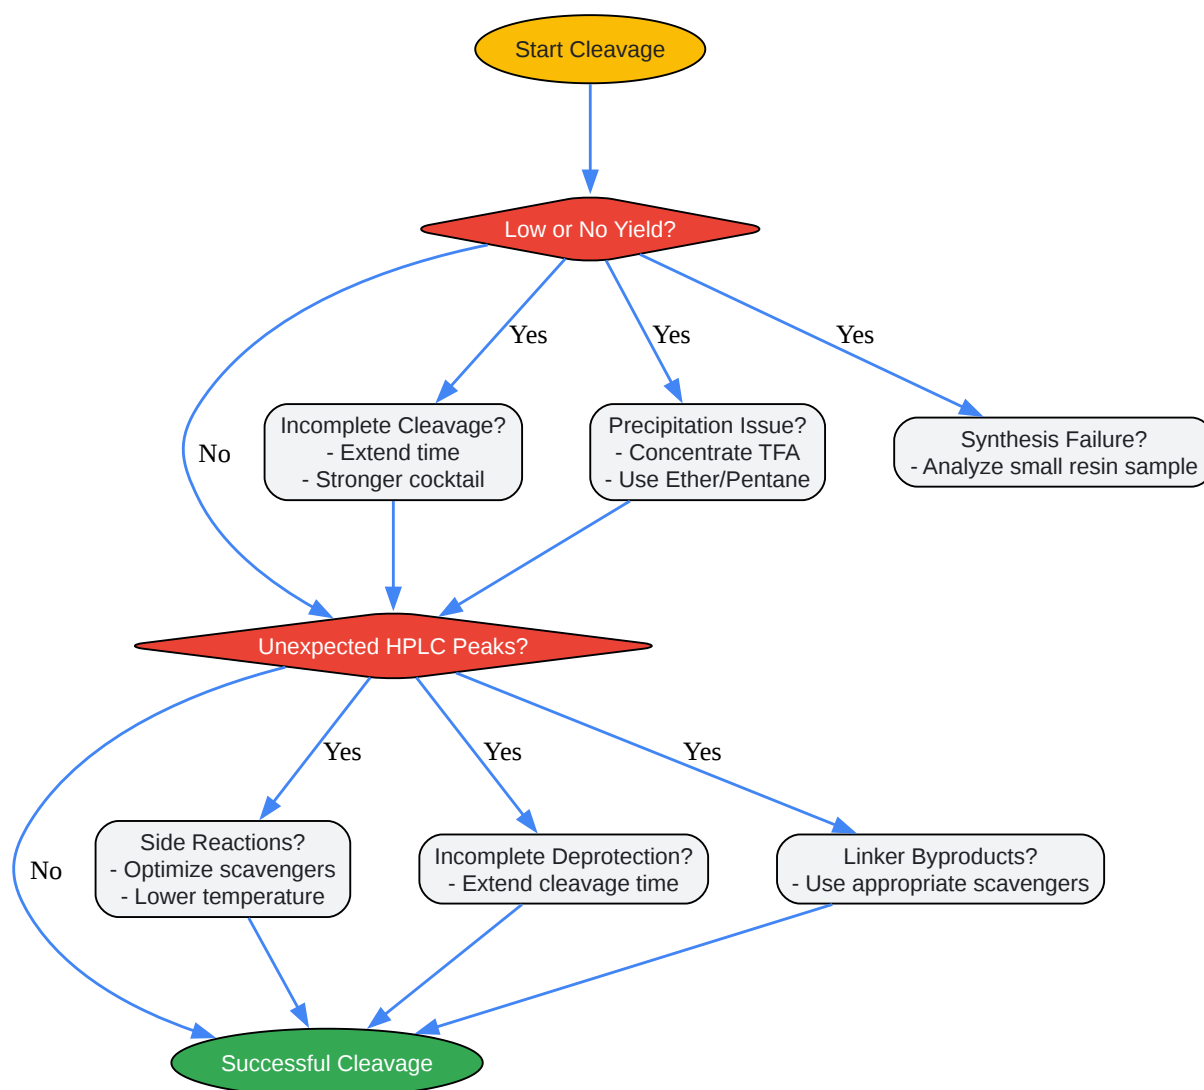 Start Cleavage
Low or No Yield?
Yes
Yes
Yes
No
Incomplete Cleavage?
- Extend time
- Stronger cocktail
Precipitation Issue?
- Concentrate TFA
- Use Ether/Pentane
Synthesis Failure?
- Analyze small resin sample
Unexpected HPLC Peaks?
Yes
Yes
Yes
No
Side Reactions?
- Optimize scavengers
- Lower temperature
Incomplete Deprotection?
- Extend cleavage time
Linker Byproducts?
- Use appropriate scavengers
Successful Cleavage